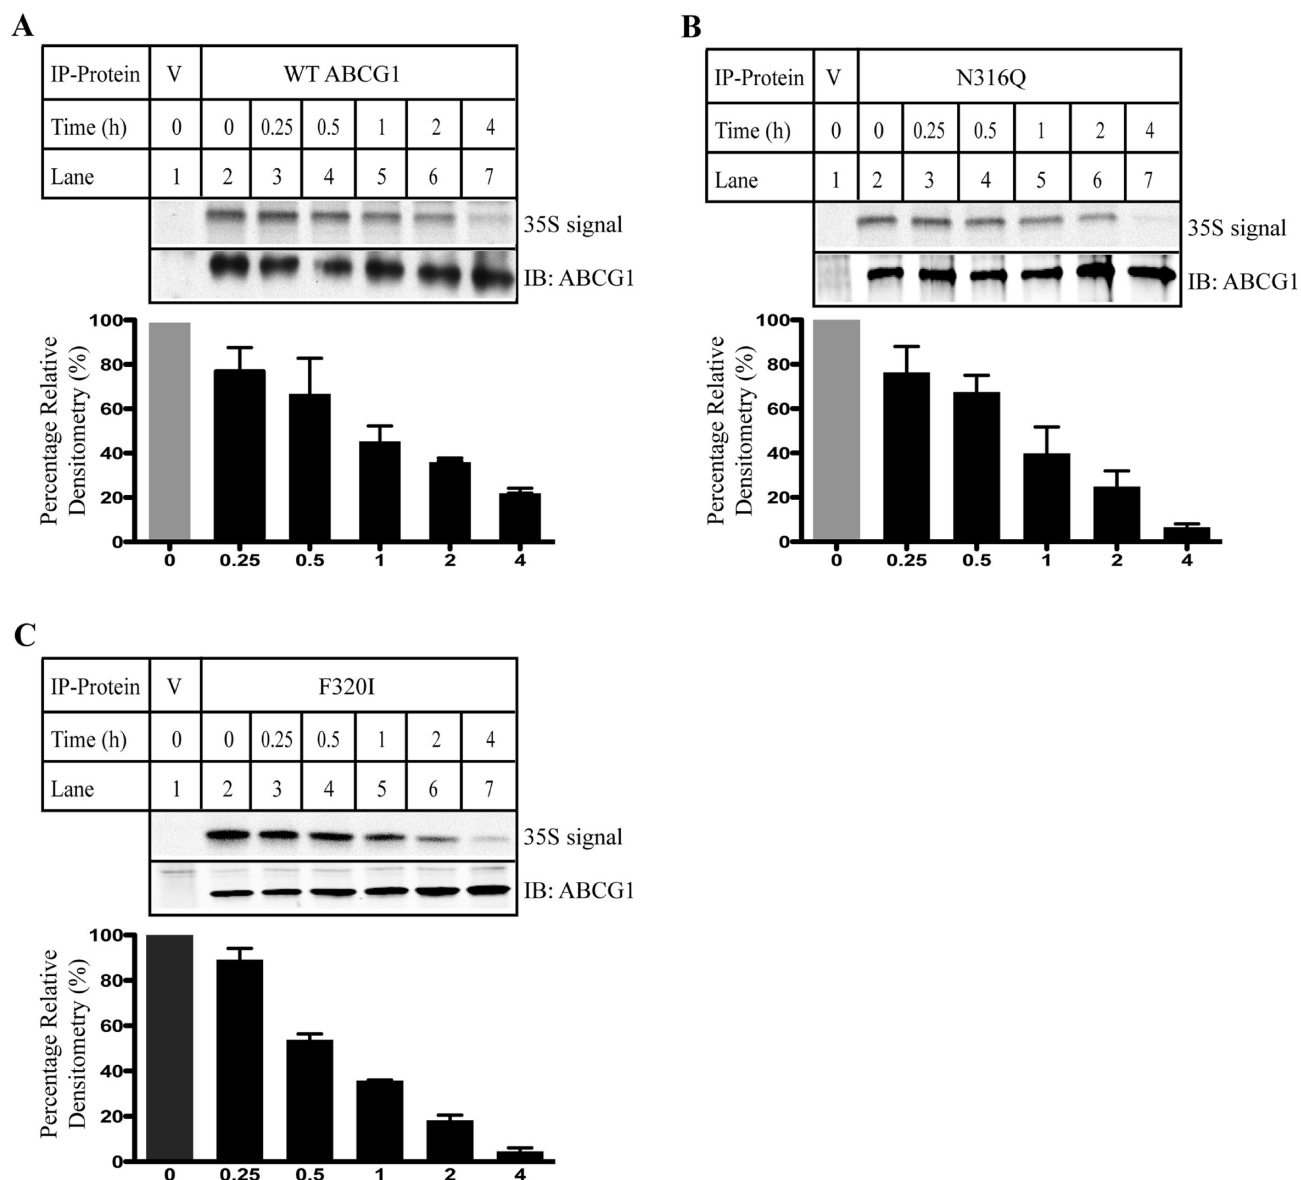 A
IP-Protein V WT ABCG1
Time (h) 0 0 0.25 0.5 1 2 4
Lane 1 2 3 4 5 6 7
35S signal
IB: ABCG1
Percentage Relative
Densitometry (%)
100
80
60
40
20
0
0 0.25 0.5 1 2 4
B
IP-Protein V N316Q
Time (h) 0 0 0.25 0.5 1 2 4
Lane 1 2 3 4 5 6 7
35S signal
IB: ABCG1
Percentage Relative
Densitometry (%)
100
80
60
40
20
0
0 0.25 0.5 1 2 4
C
IP-Protein V F320I
Time (h) 0 0 0.25 0.5 1 2 4
Lane 1 2 3 4 5 6 7
35S signal
IB: ABCG1
Percentage Relative
Densitometry (%)
100
80
60
40
20
0
0 0.25 0.5 1 2 4